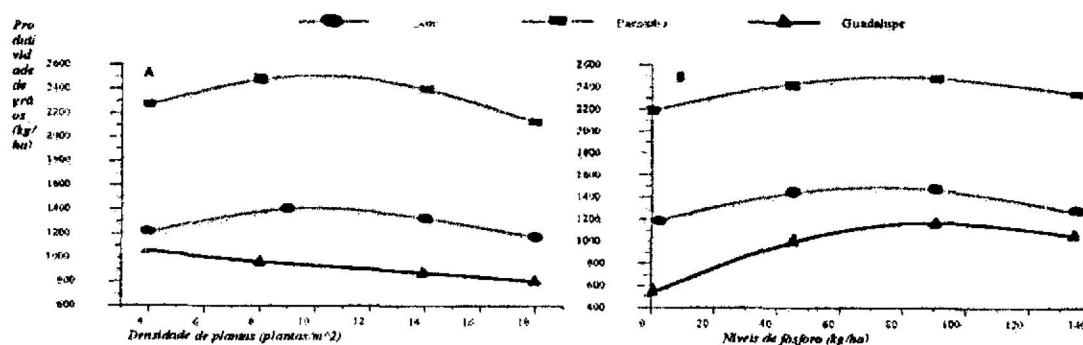 Pro
duti
vid
ade
de
grã
os
(kg/
ha)
Guadalupe
A
2600
2400
2200
2000
1800
1600
1400
1200
1000
800
600
4 6 8 10 12 14 16 18
Densidade de plantas (plantas/m^2)
B
2600
2400
2200
2000
1800
1600
1400
1200
1000
800
600
400
0 20 40 60 80 100 120 140
Níveis de fósforo (kg/ha)